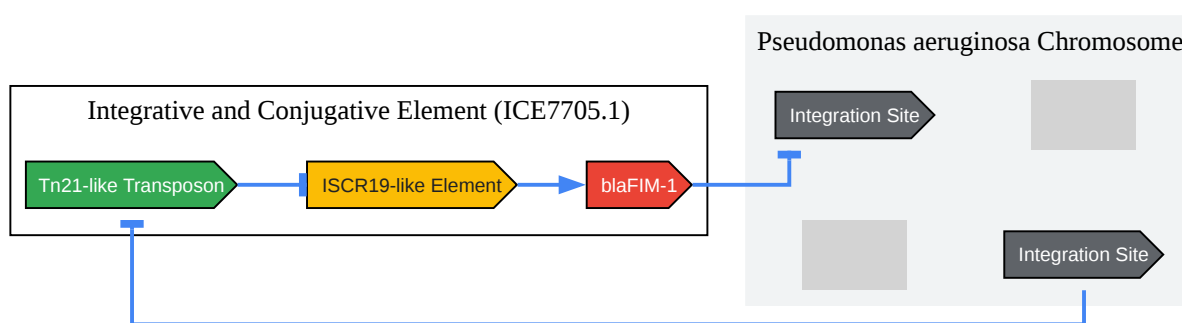 Pseudomonas aeruginosa Chromosome
Integrative and Conjugative Element (ICE7705.1)
Integration Site
Tn21-like Transposon
ISCR19-like Element
blaFIM-1
Integration Site